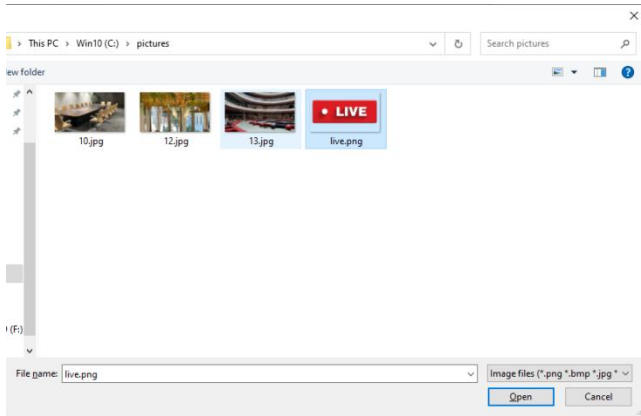 This PC > Win10 (C:) > pictures
Search pictures
ew folder
LIVE
10.jpg
12.jpg
13.jpg
live.png
(F:)
File name:
live.png
Image files (*.png *.bmp *.jpg *
Open
Cancel